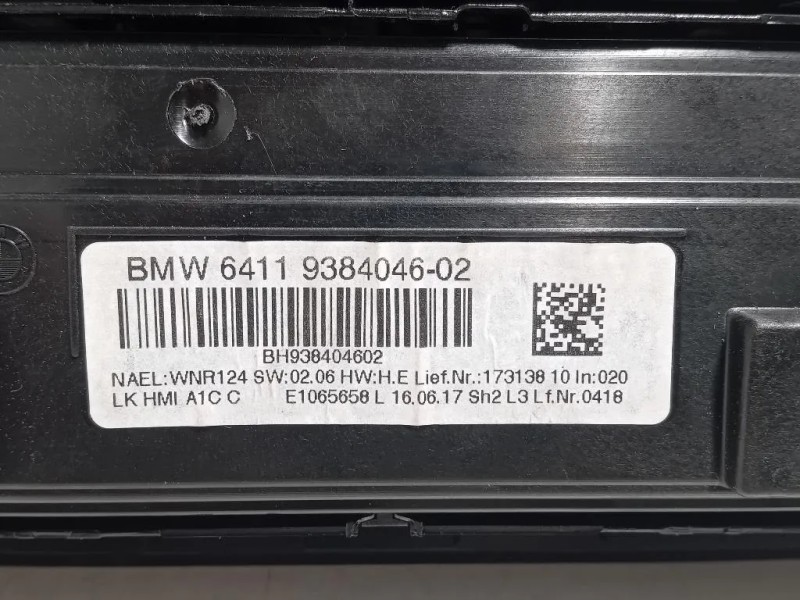 BMW 6411 9384046-02
BH938404602
NAEL:WNR124 SW:02.06 HW:H.E Lief.Nr.:173138 10 In:020
LK HMI A1C C E1065658 L 16.06.17 Sh2 L3 Lf.Nr.0418